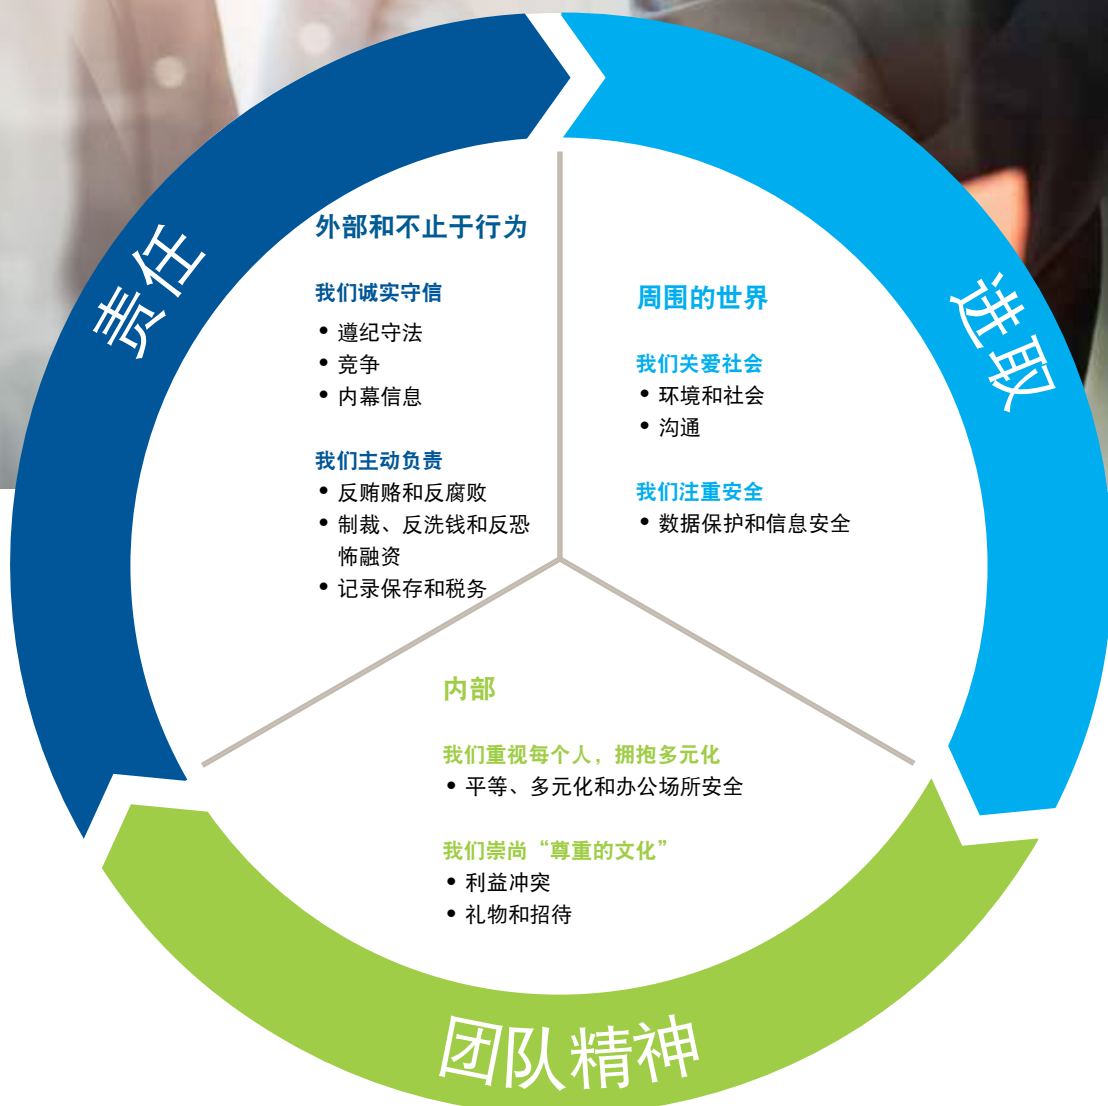 责任
外部和不止于行为
我们诚实守信
• 遵纪守法
• 竞争
• 内幕信息
我们主动负责
• 反贿赂和反腐败
• 制裁、反洗钱和反恐
怖融资
• 记录保存和税务
进取
周围的世界
我们关爱社会
• 环境和社会
• 沟通
我们注重安全
• 数据保护和信息安全
内部
我们重视每个人，拥抱多元化
• 平等、多元化和办公场所安全
我们崇尚“尊重的文化”
• 利益冲突
• 礼物和招待
团队精神